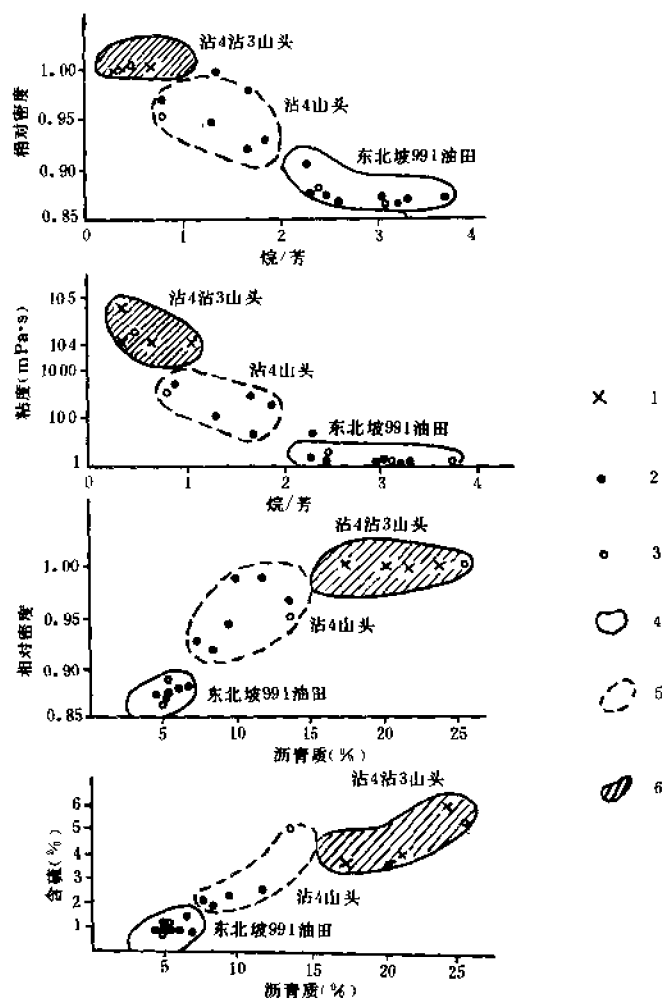 沾4沾3山头
1.00
沾4山头
相对密度
0.95
东北坡991油田
0.90
0.85
0 1 2 3 4
烷/芳
沾4沾3山头
10⁵
粘度(mPa·s)
10⁴
1000
沾4山头
100
东北坡991油田
1
0 1 2 3 4
烷/芳
沾4沾3山头
1.00
相对密度
0.95
沾4山头
0.90
东北坡991油田
0.85
5 10 15 20 25
沥青质(%)
沾4沾3山头
6
5
含硫(%)
4
3
2
沾4山头
1
东北坡991油田
5 10 15 20 25
沥青质(%)
1
2
3
4
5
6